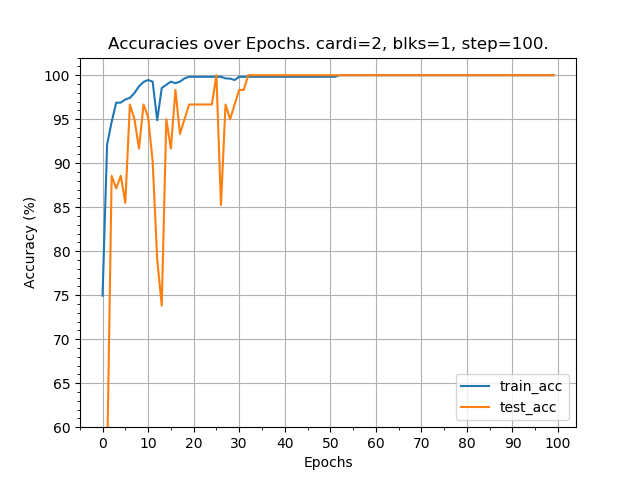 Accuracies over Epochs. cardi=2, blks=1, step=100.
100
95
90
85
80
75
70
65
60
Accuracy (%)
train_acc
test_acc
0 10 20 30 40 50 60 70 80 90 100
Epochs